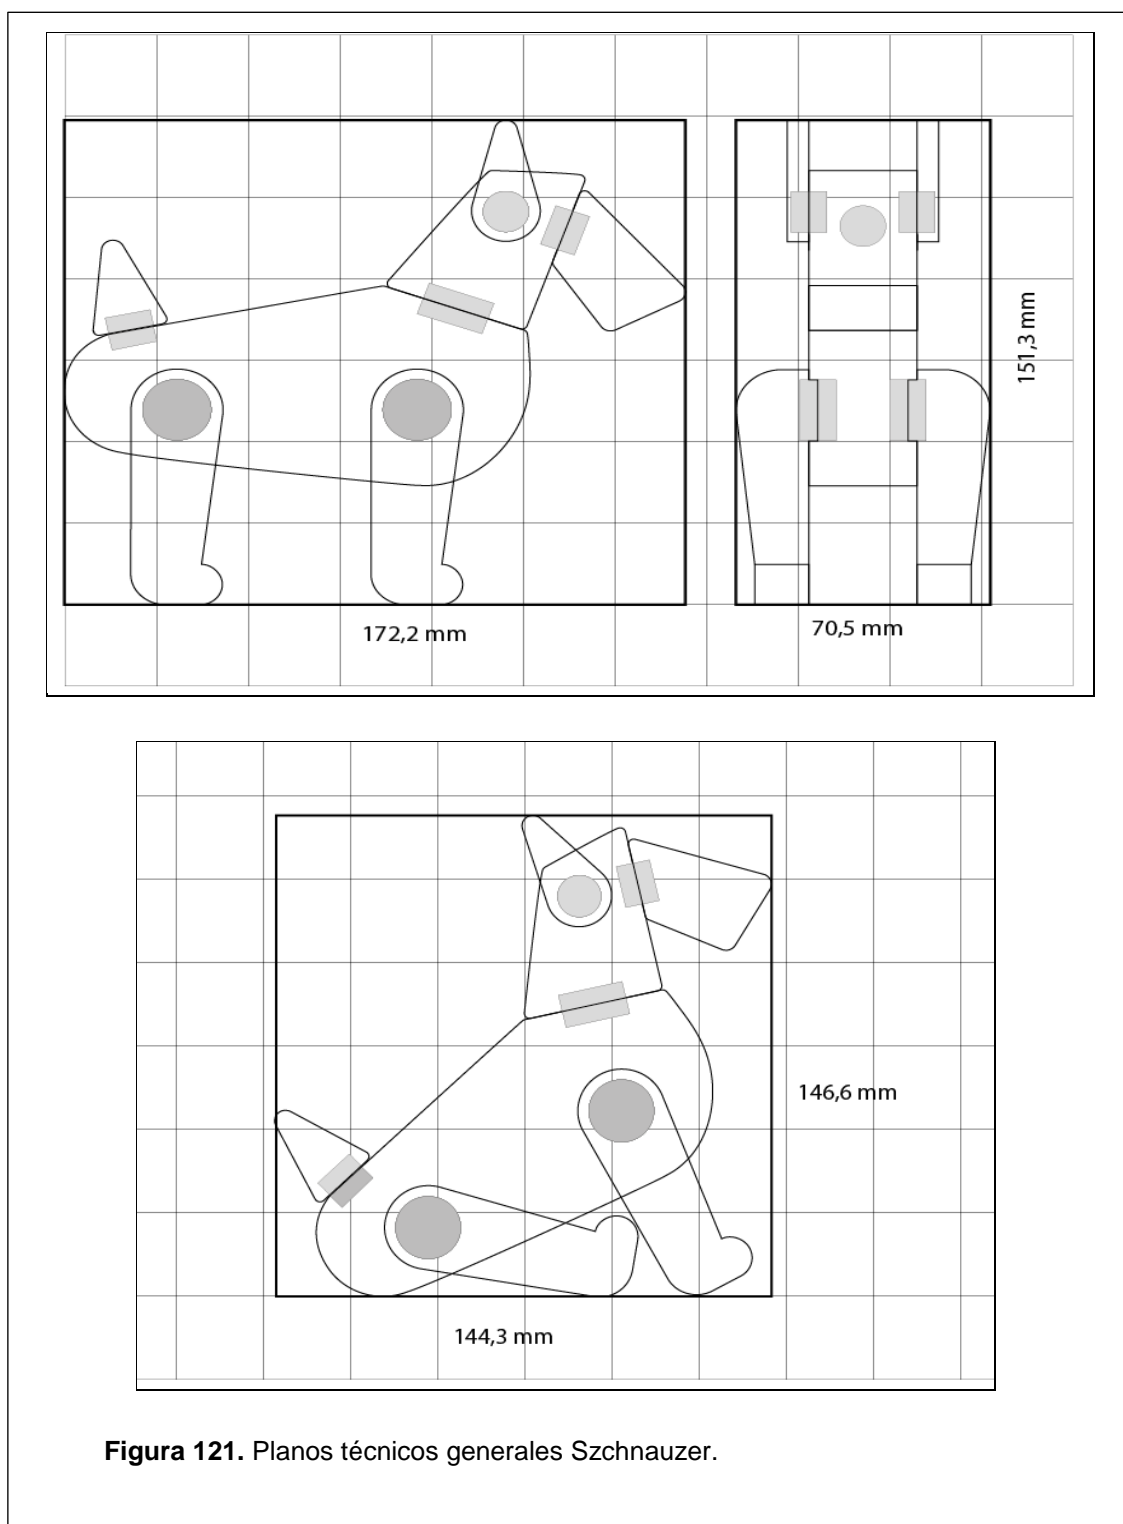 151,3 mm
172,2 mm
70,5 mm
146,6 mm
144,3 mm
Figura 121. Planos técnicos generales Szchnauzer.